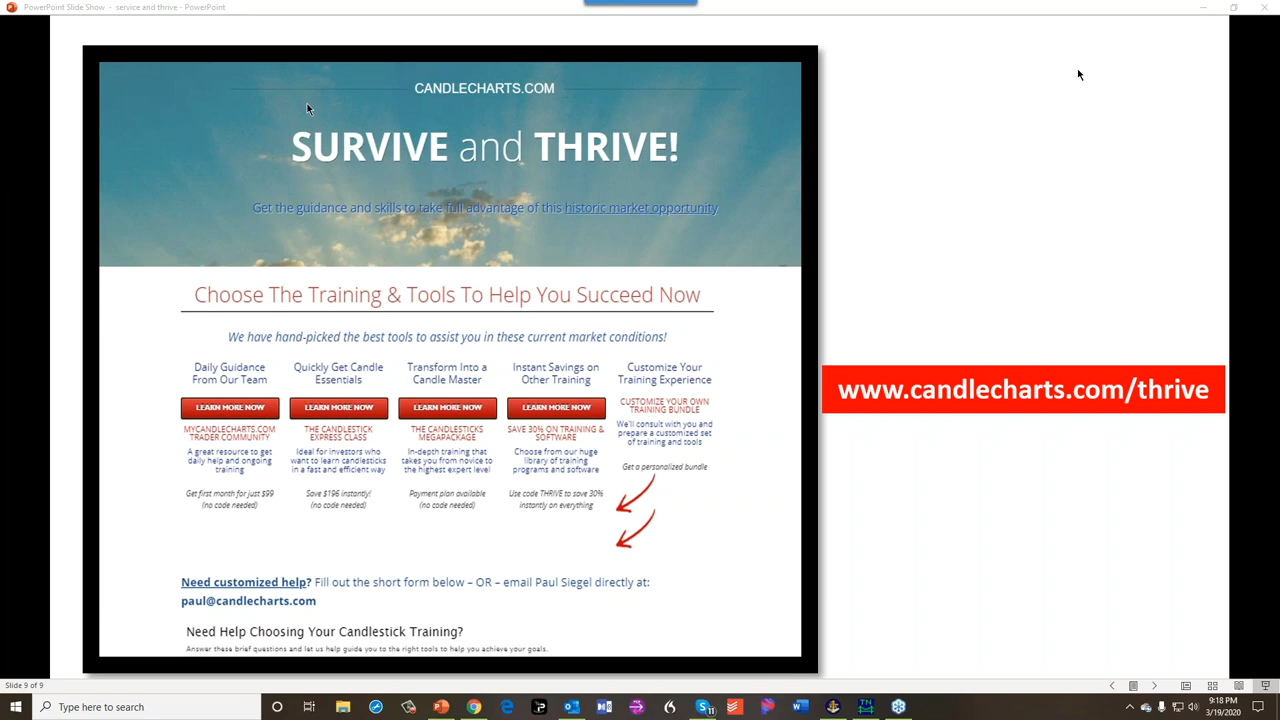 PowerPoint Slide Show - service and thrive - PowerPoint
CANDLECHARTS.COM
SURVIVE and THRIVE!
Get the guidance and skills to take full advantage of this historic market opportunity
Choose The Training & Tools To Help You Succeed Now
We have hand-picked the best tools to assist you in these current market conditions!
Daily Guidance
From Our Team
LEARN MORE NOW
MYCANDLECHARTS.COM
TRADER COMMUNITY
A great resource to get
daily help and ongoing
training
Get first month for just $99
(no code needed)
Quickly Get Candle
Essentials
LEARN MORE NOW
THE CANDLESTICK
EXPRESS CLASS
Ideal for investors who
want to learn candlesticks
in a fast and efficient way
Save $196 instantly!
(no code needed)
Transform Into a
Candle Master
LEARN MORE NOW
THE CANDLESTICKS
MEGAPACKAGE
In-depth training that
takes you from novice to
the highest expert level
Payment plan available
(no code needed)
Instant Savings on
Other Training
LEARN MORE NOW
SAVE 30% ON TRAINING &
SOFTWARE
Choose from our huge
library of training
programs and software
Use code THRIVE to save 30%
instantly on everything
Customize Your
Training Experience
CUSTOMIZE YOUR OWN
TRAINING BUNDLE
We'll consult with you and
prepare a customized set
of training and tools
Get a personalized bundle
www.candlecharts.com/thrive
Need customized help? Fill out the short form below – OR – email Paul Siegel directly at:
paul@candlecharts.com
Need Help Choosing Your Candlestick Training?
Answer these brief questions and let us help guide you to the right tools to help you achieve your goals.
Slide 9 of 9
Type here to search
9:18 PM
3/19/2020